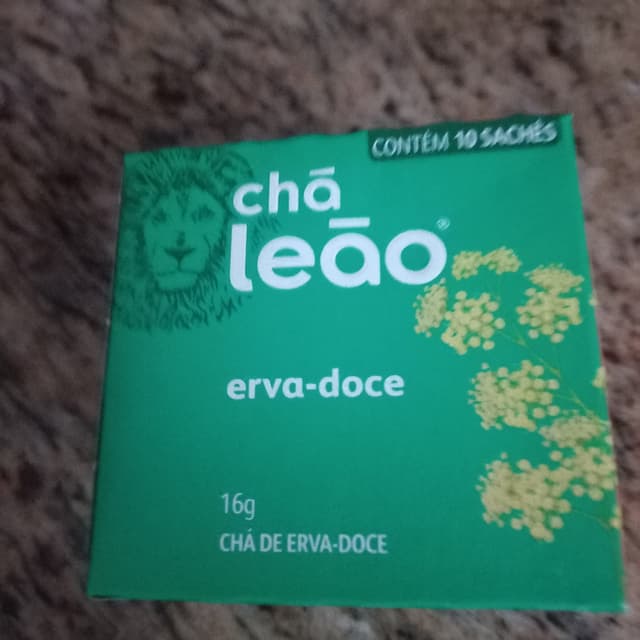 CONTÉM 10 SACHÊS
chá
leão®
erva-doce
16g
CHÁ DE ERVA-DOCE